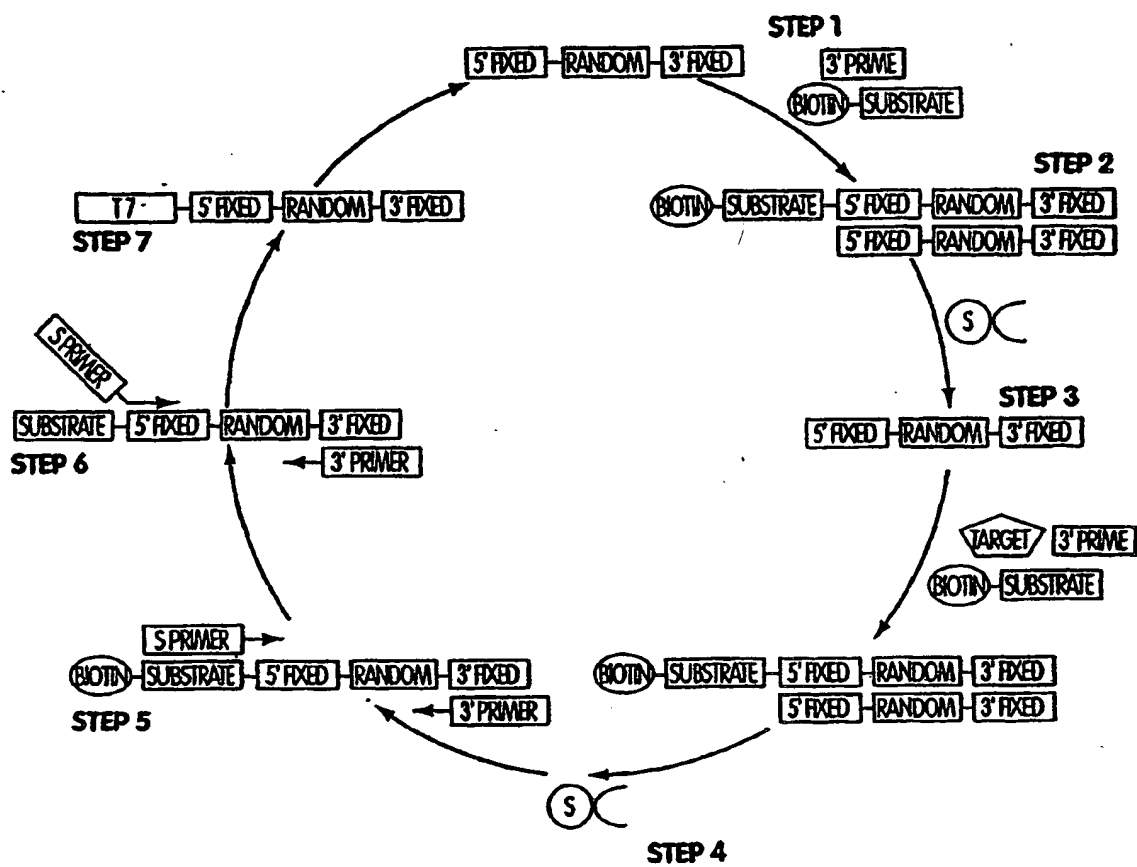 STEP 1
5' FIXED RANDOM 3' FIXED
3' PRIME
BIOTIN SUBSTRATE
STEP 2
BIOTIN SUBSTRATE 5' FIXED RANDOM 3' FIXED
5' FIXED RANDOM 3' FIXED
S
STEP 3
5' FIXED RANDOM 3' FIXED
TARGET 3' PRIME
BIOTIN SUBSTRATE
BIOTIN SUBSTRATE 5' FIXED RANDOM 3' FIXED
5' FIXED RANDOM 3' FIXED
S
STEP 4
S PRIMER
BIOTIN SUBSTRATE 5' FIXED RANDOM 3' FIXED
3' PRIMER
STEP 5
S PRIMER
SUBSTRATE 5' FIXED RANDOM 3' FIXED
3' PRIMER
STEP 6
T7 5' FIXED RANDOM 3' FIXED
STEP 7